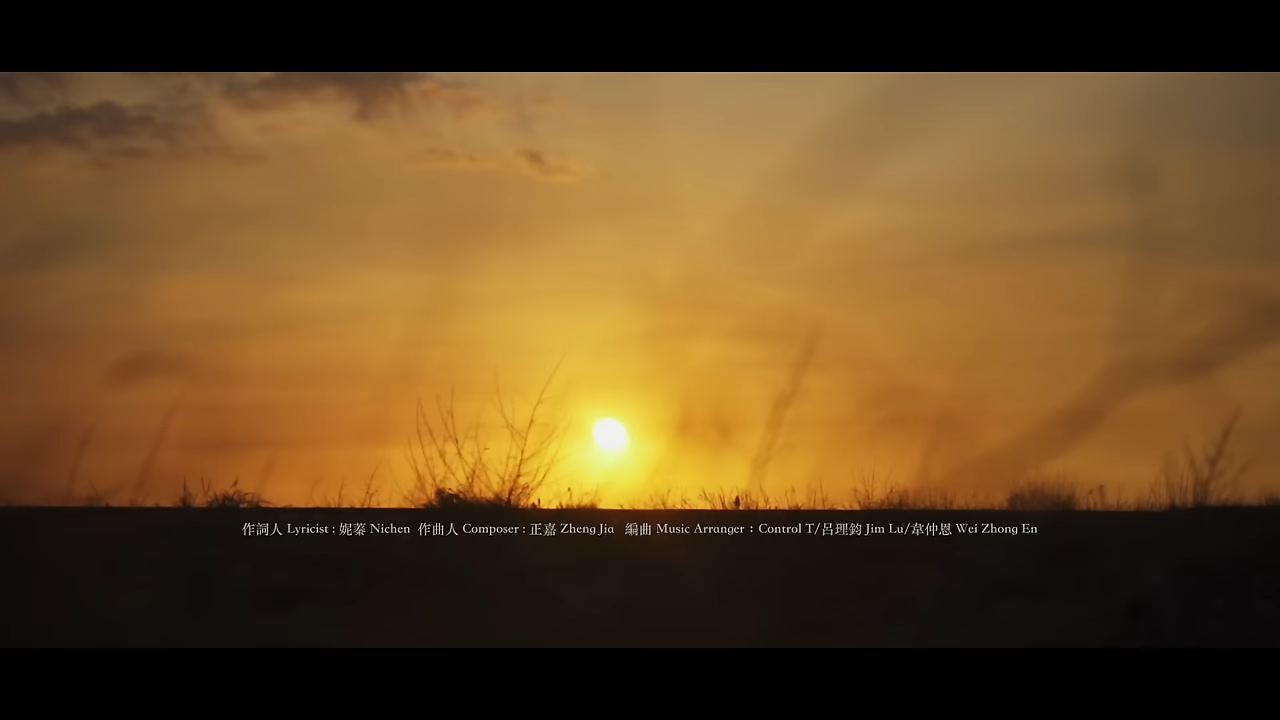 作詞人 Lyricist : 妮蓁 Nichen 作曲人 Composer : 正嘉 Zheng Jia 編曲 Music Arranger：Control T/呂理鈞 Jim Lu/韋仲恩 Wei Zhong En